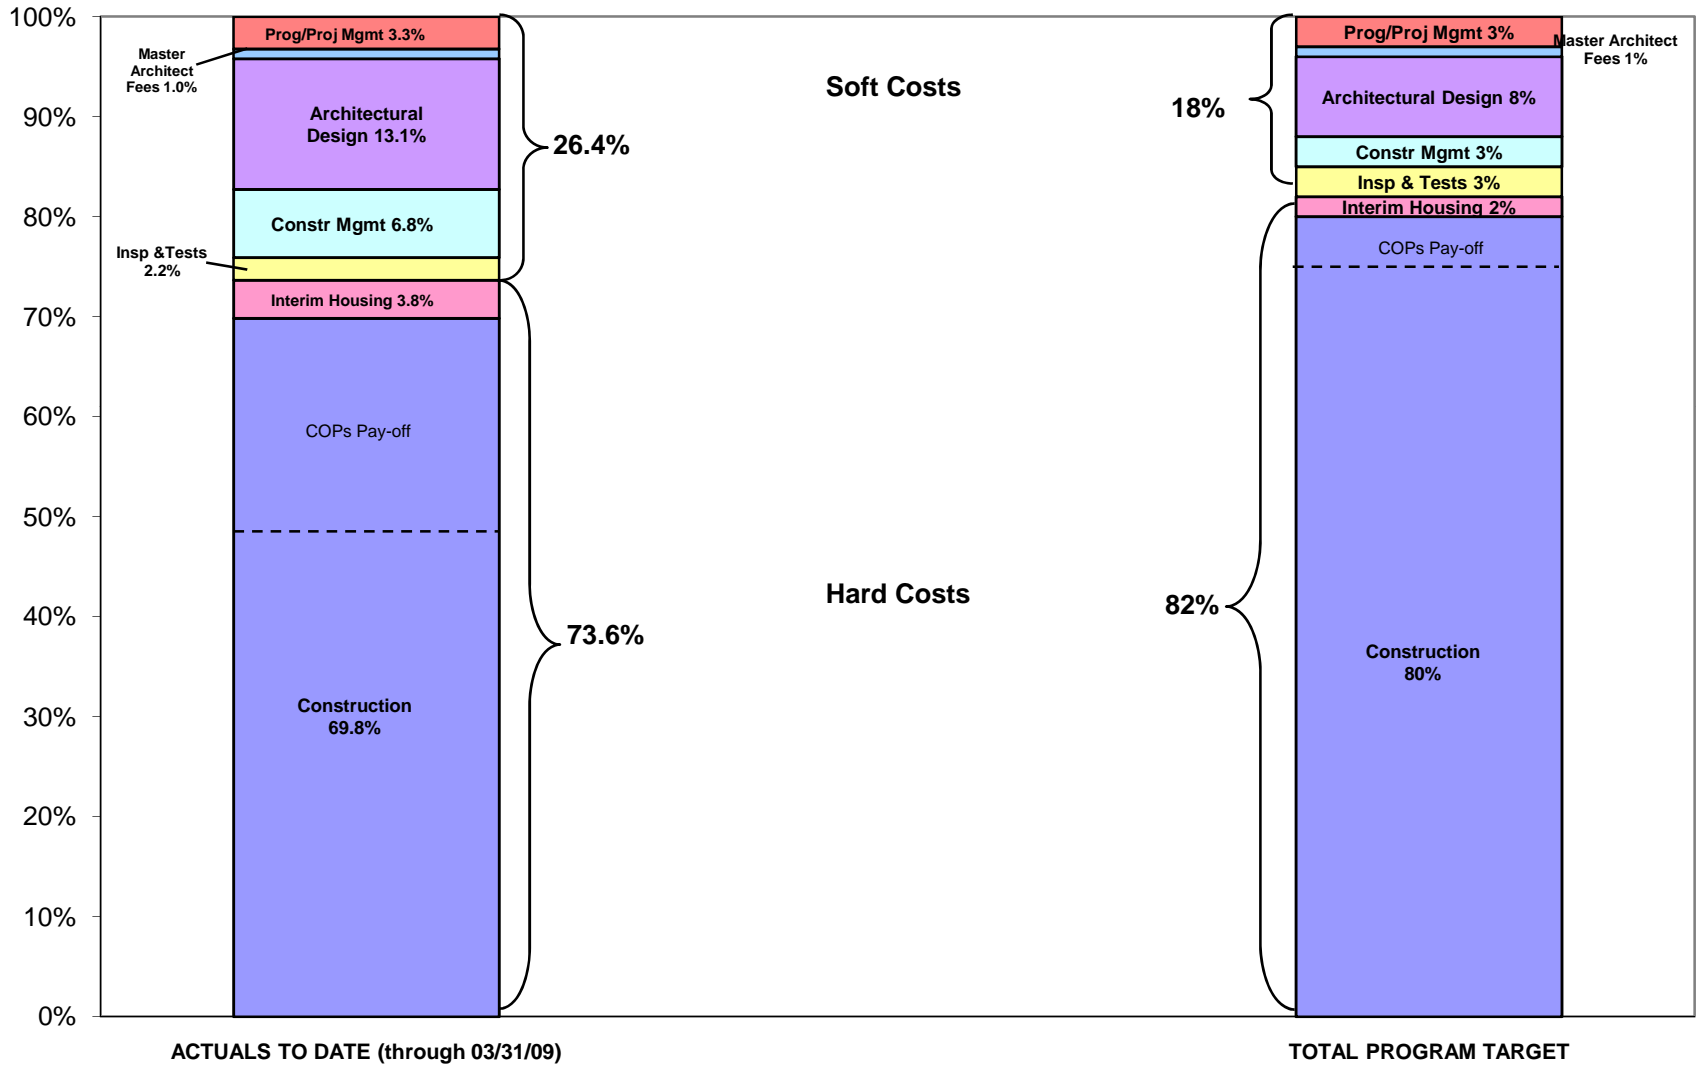 100%
90%
80%
70%
60%
50%
40%
30%
20%
10%
0%
Prog/Proj Mgmt 3.3%
Master
Architect
Fees 1.0%
Architectural
Design 13.1%
Constr Mgmt 6.8%
Insp &Tests
2.2%
Interim Housing 3.8%
COPs Pay-off
Construction
69.8%
26.4%
73.6%
Soft Costs
Hard Costs
18%
82%
Prog/Proj Mgmt 3%
Master Architect
Fees 1%
Architectural Design 8%
Constr Mgmt 3%
Insp & Tests 3%
Interim Housing 2%
COPs Pay-off
Construction
80%
ACTUALS TO DATE (through 03/31/09)
TOTAL PROGRAM TARGET